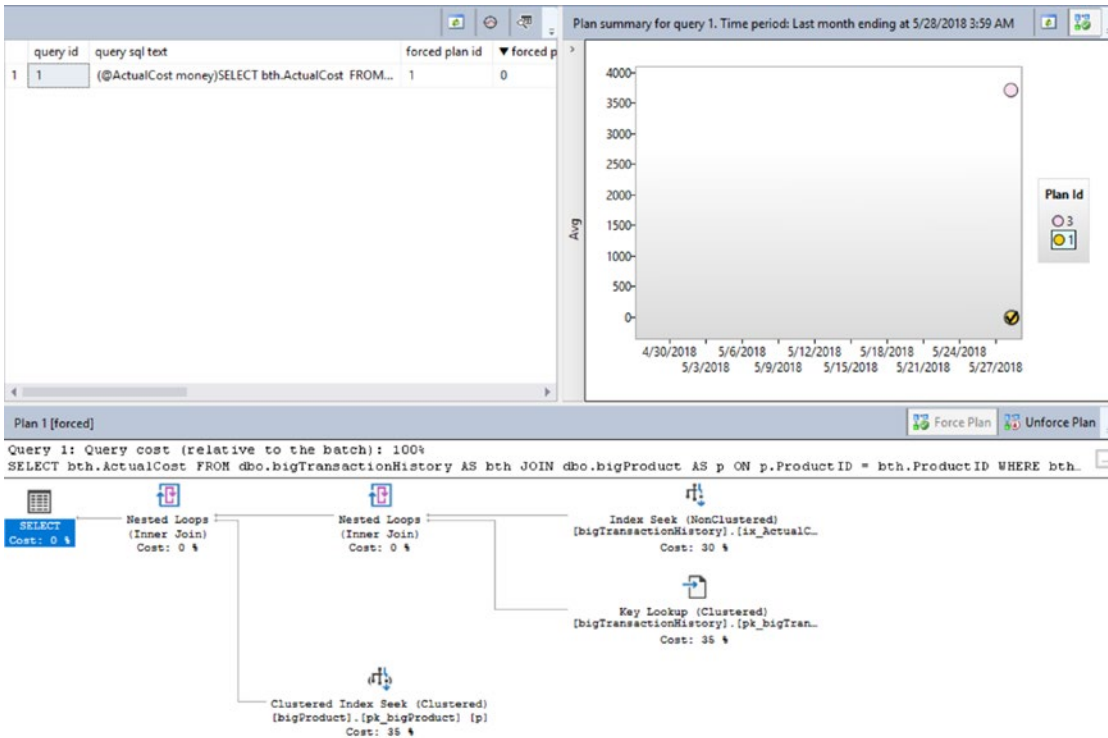 Plan summary for query 1. Time period: Last month ending at 5/28/2018 3:59 AM
query id query sql text forced plan id ▼ forced p
1 1 (@ActualCost money)SELECT bth.ActualCost FROM... 1 0
4000
3500
3000
2500
2000
1500
1000
500
0
Avg
4/30/2018 5/6/2018 5/12/2018 5/18/2018 5/24/2018
5/3/2018 5/9/2018 5/15/2018 5/21/2018 5/27/2018
Plan Id
3
1
Plan 1 [forced]
Force Plan Unforce Plan
Query 1: Query cost (relative to the batch): 100%
SELECT bth.ActualCost FROM dbo.bigTransactionHistory AS bth JOIN dbo.bigProduct AS p ON p.ProductID = bth.ProductID WHERE bth…
...
SELECT
Cost: 0 %
Nested Loops
(Inner Join)
Cost: 0 %
Nested Loops
(Inner Join)
Cost: 0 %
Index Seek (NonClustered)
[bigTransactionHistory].[ix_ActualC…
Cost: 30 %
Key Lookup (Clustered)
[bigTransactionHistory].[pk_bigTran…
Cost: 35 %
Clustered Index Seek (Clustered)
[bigProduct].[pk_bigProduct] [p]
Cost: 35 %